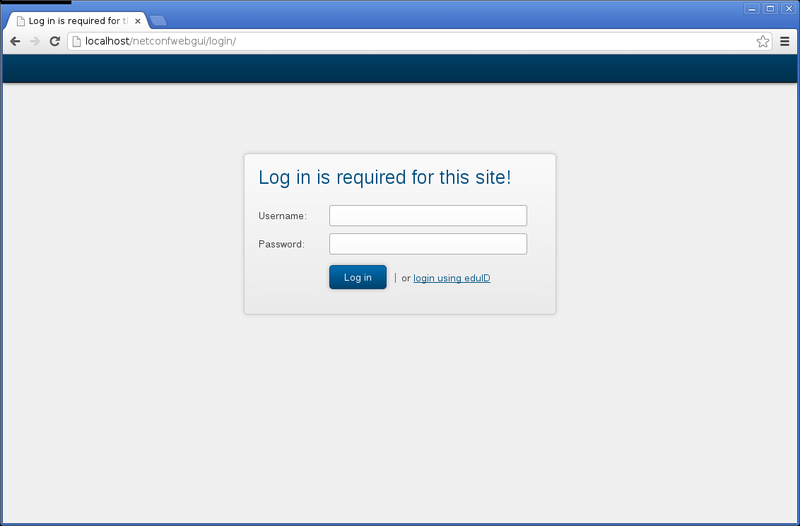 Log in is required for t
localhost/netconfwebgui/login/
Log in is required for this site!
Username:
Password:
Log in | or login using eduID